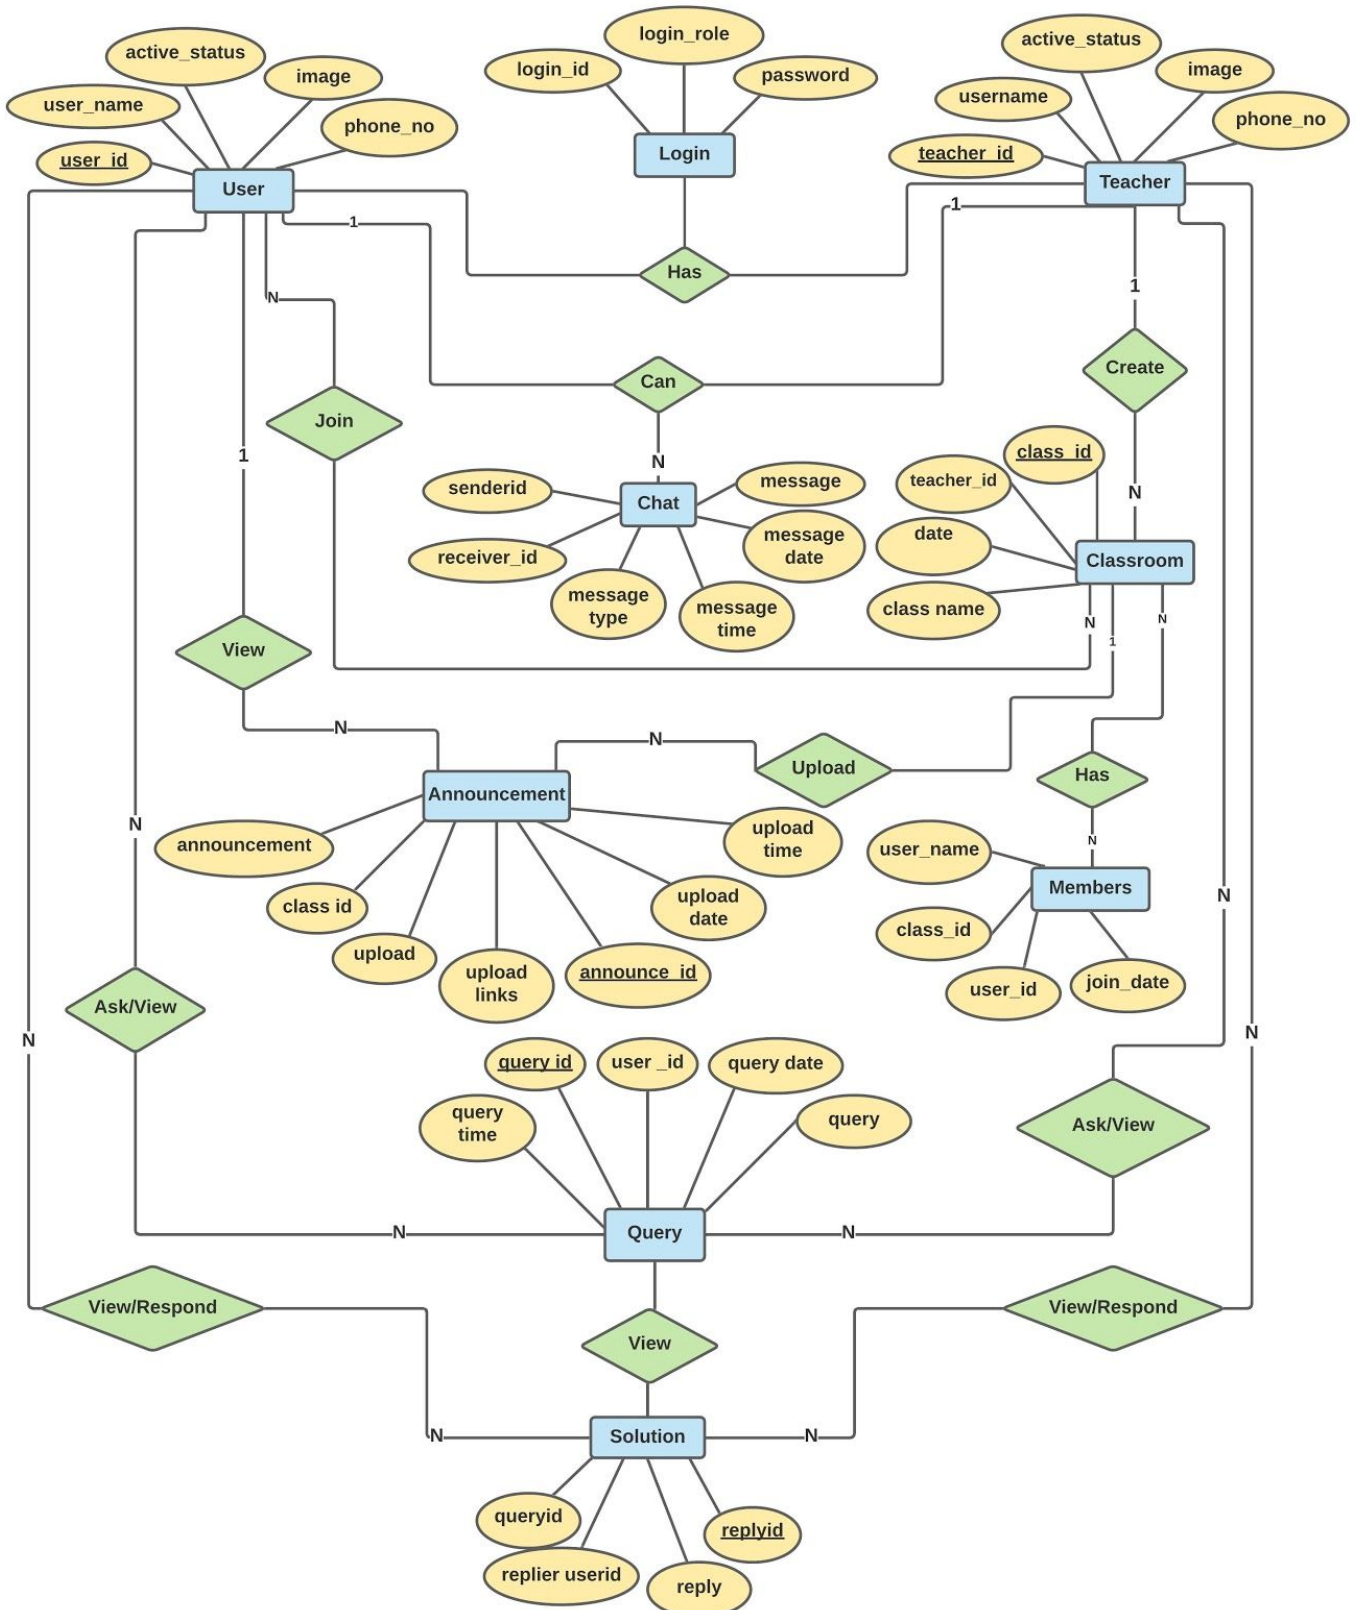 login_role
active_status
active_status
login_id
image
password
image
user_name
username
phone_no
phone_no
user_id
Login
teacher_id
User
Teacher
1
1
Has
1
N
Can
Create
Join
class_id
1
N
senderid
message
teacher_id
N
Chat
message
date
date
receiver_id
Classroom
message
type
message
time
class name
N
N
1
View
N
N
Upload
Has
Announcement
N
upload
time
N
announcement
user_name
Members
N
class id
upload
date
class_id
upload
upload
links
announce_id
user_id
join_date
Ask/View
N
N
query id
user _id
query date
query
time
query
Ask/View
N
Query
N
View/Respond
View/Respond
View
N
Solution
N
queryid
replyid
replier userid
reply